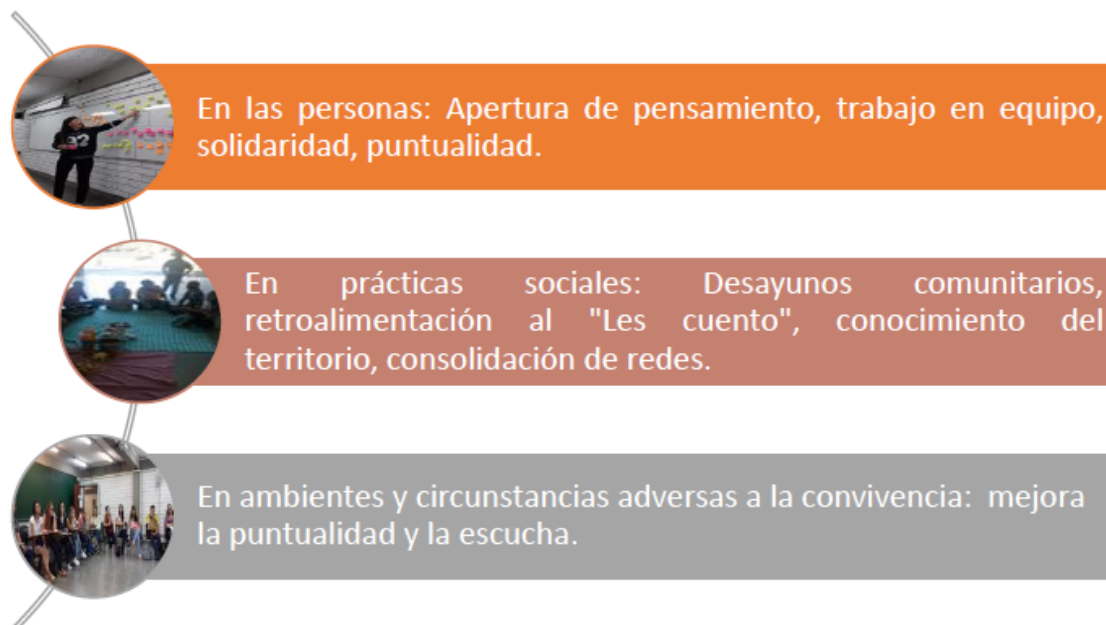 En las personas: Apertura de pensamiento, trabajo en equipo,
solidaridad, puntualidad.
En prácticas sociales: Desayunos comunitarios,
retroalimentación al "Les cuento", conocimiento del
territorio, consolidación de redes.
En ambientes y circunstancias adversas a la convivencia: mejora
la puntualidad y la escucha.